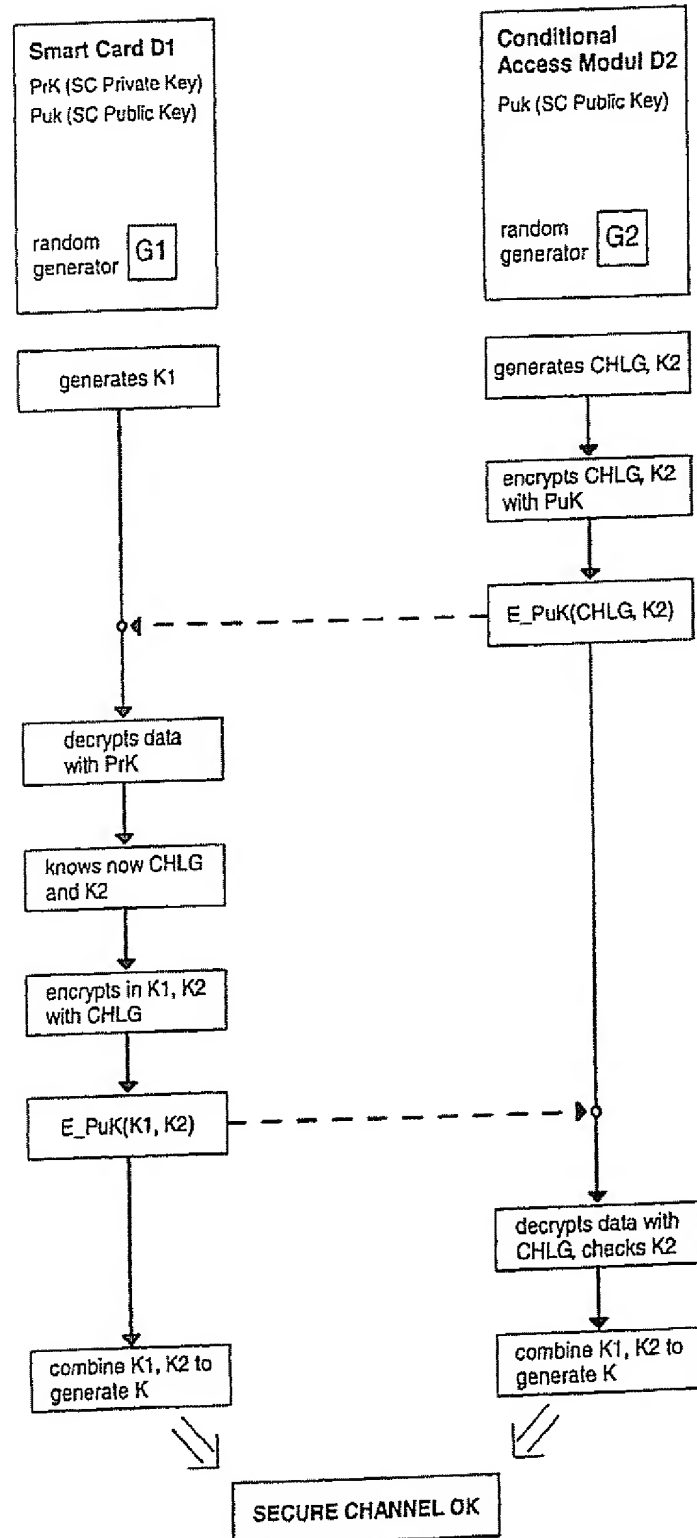 Smart Card D1
PrK (SC Private Key)
Puk (SC Public Key)
random
generator
G1
Conditional
Access Modul D2
Puk (SC Public Key)
random
generator
G2
generates K1
generates CHLG, K2
encrypts CHLG, K2
with PuK
E_PuK(CHLG, K2)
decrypts data
with PrK
knows now CHLG
and K2
encrypts in K1, K2
with CHLG
E_PuK(K1, K2)
decrypts data with
CHLG, checks K2
combine K1, K2 to
generate K
combine K1, K2 to
generate K
SECURE CHANNEL OK